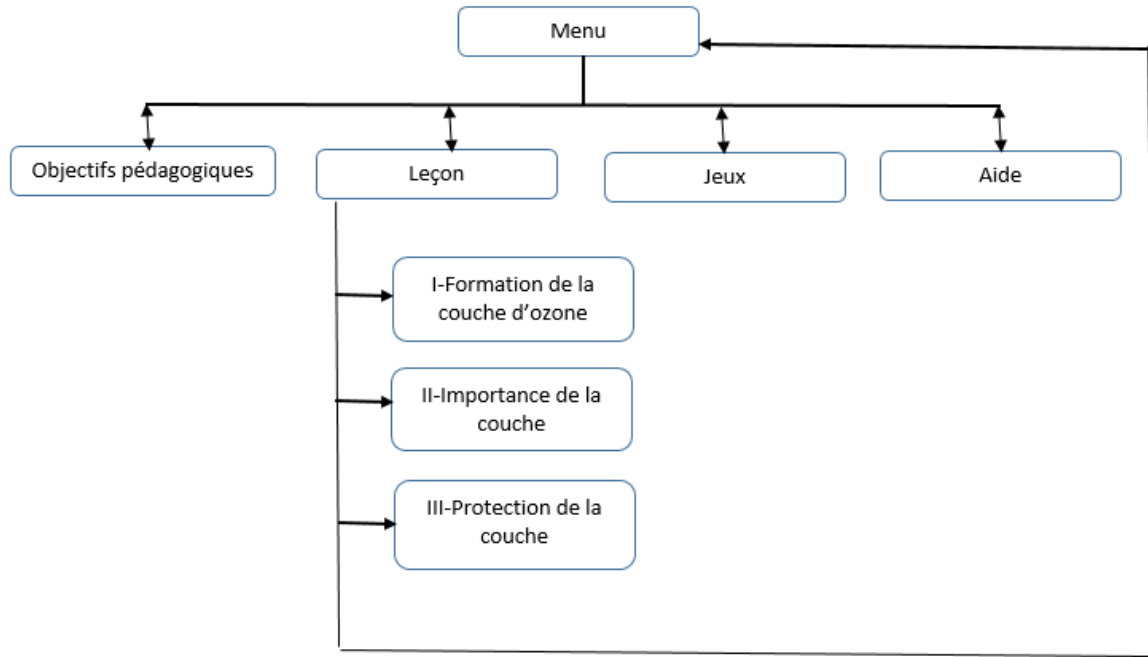 Menu
Objectifs pédagogiques
Leçon
Jeux
Aide
I-Formation de la
couche d’ozone
II-Importance de la
couche
III-Protection de la
couche